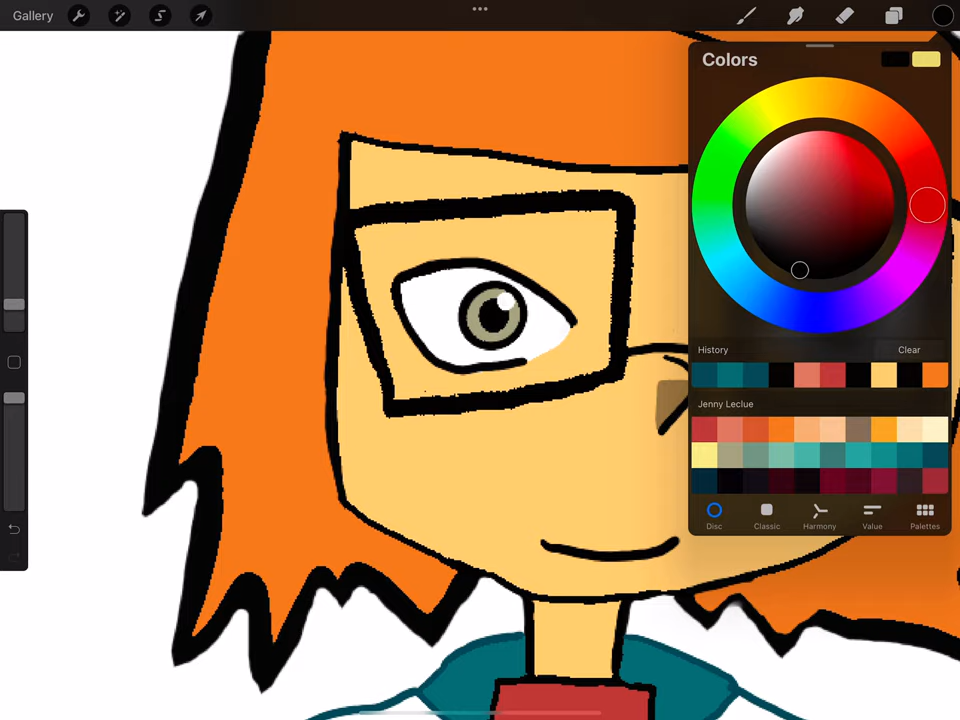 Gallery
Colors
History Clear
Jenny Leclue
Disc Classic Harmony Value Palettes